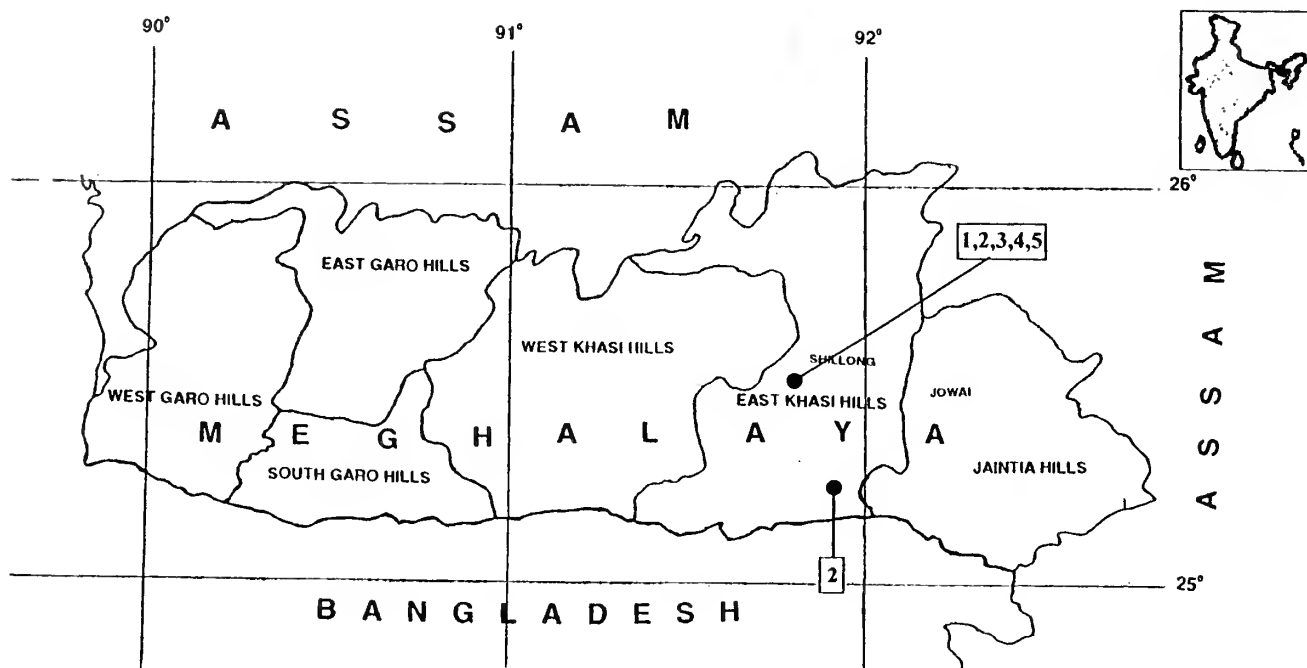 90°
91°
92°
A S S A M
26°
1,2,3,4,5
EAST GARO HILLS
A S S A M
WEST KHASI HILLS
SHILLONG
WEST GARO HILLS
EAST KHASI HILLS
JOWAI
M E G H A L A Y A
SOUTH GARO HILLS
JAINTIA HILLS
2
25°
B A N G L A D E S H